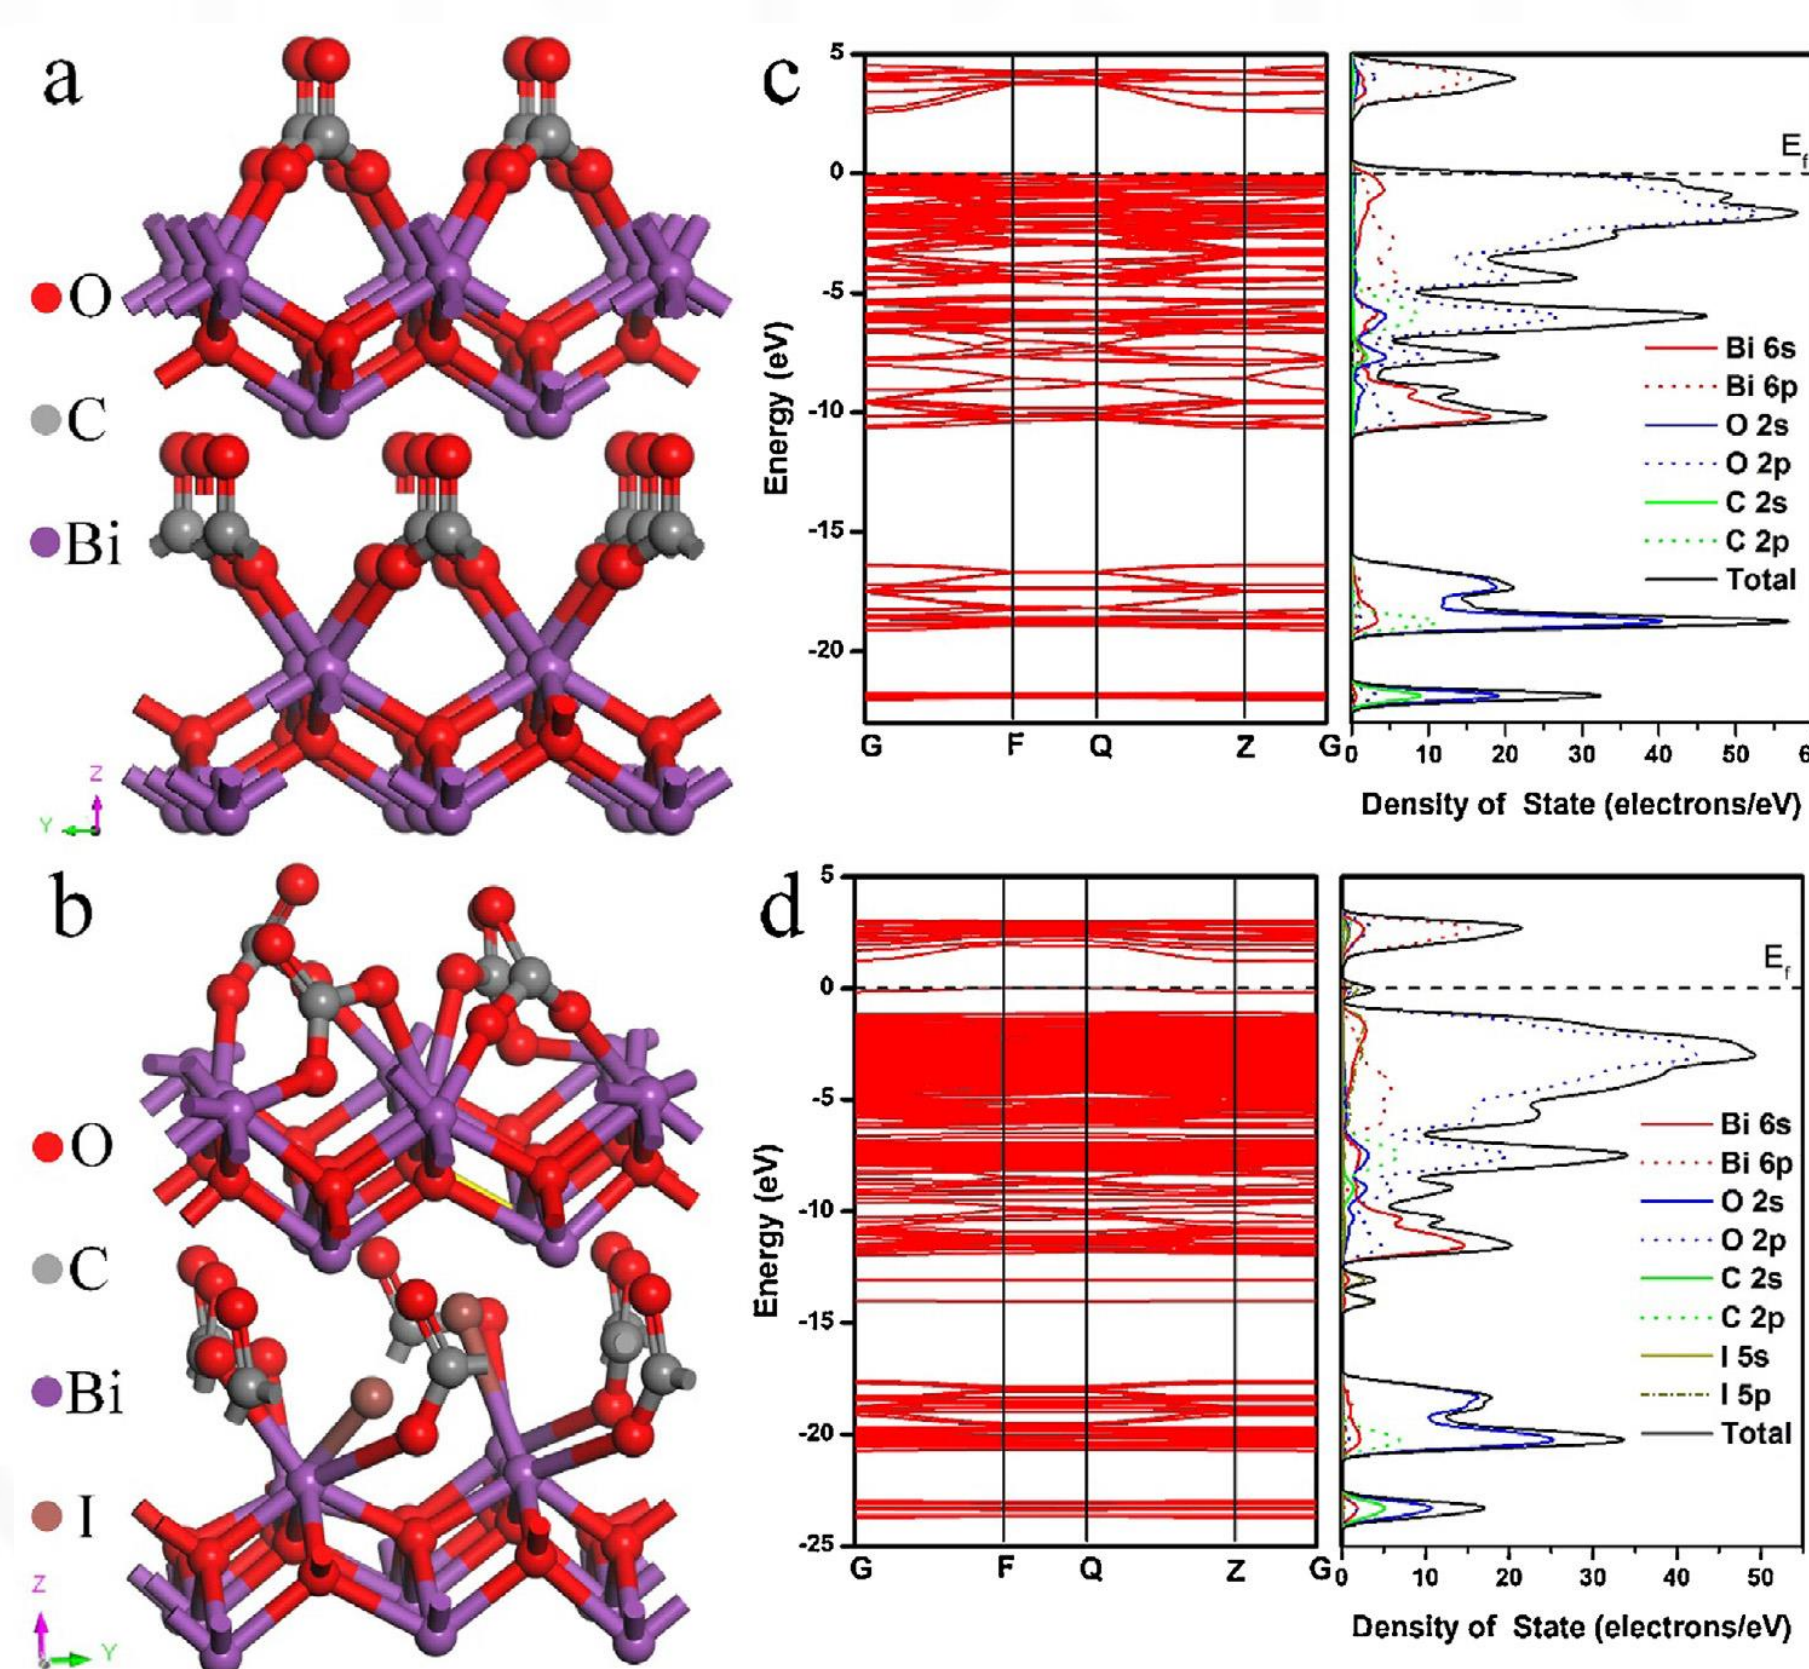 a
O
C
Bi
Z
Y
c
5
0
-5
-10
-15
-20
Energy (eV)
G F Q Z G
E_f
Bi 6s
Bi 6p
O 2s
O 2p
C 2s
C 2p
Total
0 10 20 30 40 50 6
Density of State (electrons/eV)
b
O
C
Bi
I
Z
Y
d
5
0
-5
-10
-15
-20
-25
Energy (eV)
G F Q Z G
E_f
Bi 6s
Bi 6p
O 2s
O 2p
C 2s
C 2p
I 5s
I 5p
Total
0 10 20 30 40 50
Density of State (electrons/eV)